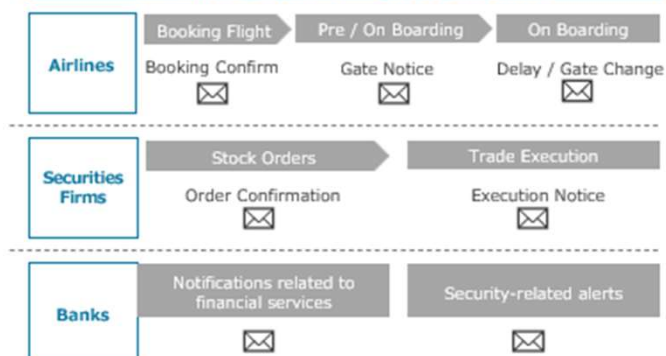 Airlines
Booking Flight
Pre / On Boarding
On Boarding
Booking Confirm
Gate Notice
Delay / Gate Change
Securities
Firms
Stock Orders
Trade Execution
Order Confirmation
Execution Notice
Banks
Notifications related to
financial services
Security-related alerts